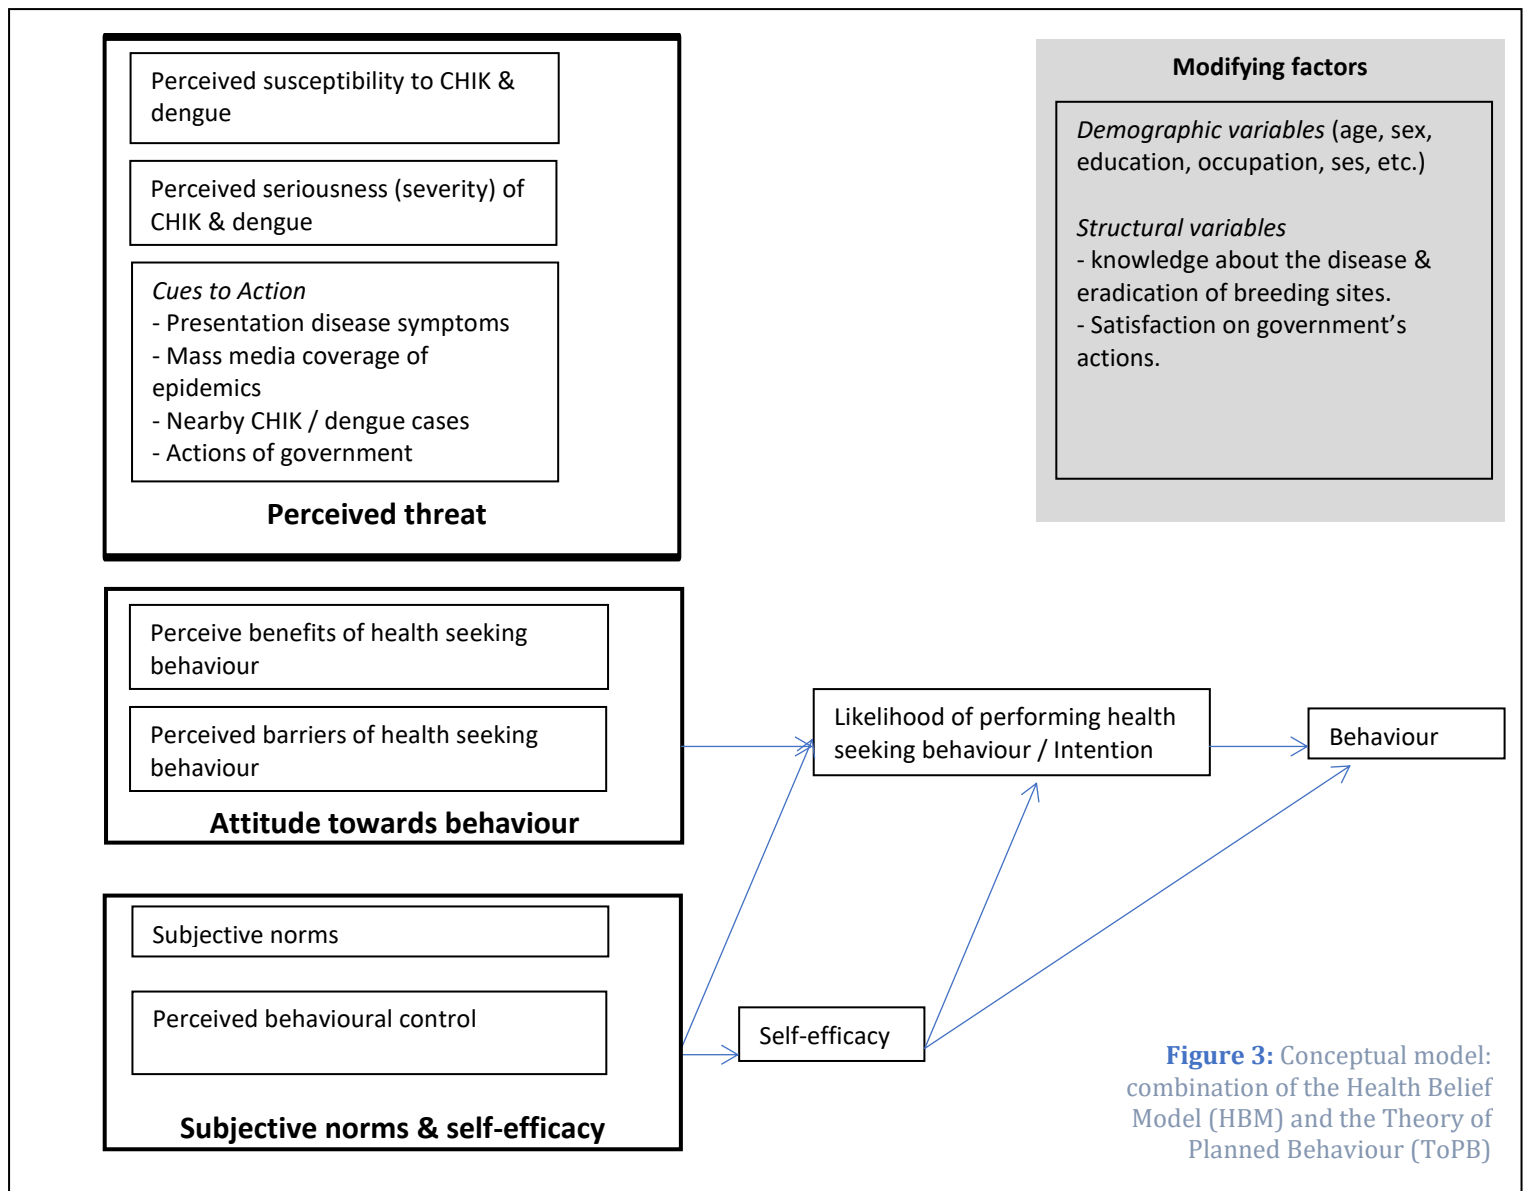 Perceived susceptibility to CHIK &
dengue
Perceived seriousness (severity) of
CHIK & dengue
Cues to Action
- Presentation disease symptoms
- Mass media coverage of
epidemics
- Nearby CHIK / dengue cases
- Actions of government
Perceived threat
Modifying factors
Demographic variables (age, sex,
education, occupation, ses, etc.)
Structural variables
- knowledge about the disease &
eradication of breeding sites.
- Satisfaction on government’s
actions.
Perceive benefits of health seeking
behaviour
Perceived barriers of health seeking
behaviour
Attitude towards behaviour
Likelihood of performing health
seeking behaviour / Intention
Behaviour
Subjective norms
Perceived behavioural control
Subjective norms & self-efficacy
Self-efficacy
Figure 3: Conceptual model:
combination of the Health Belief
Model (HBM) and the Theory of
Planned Behaviour (ToPB)